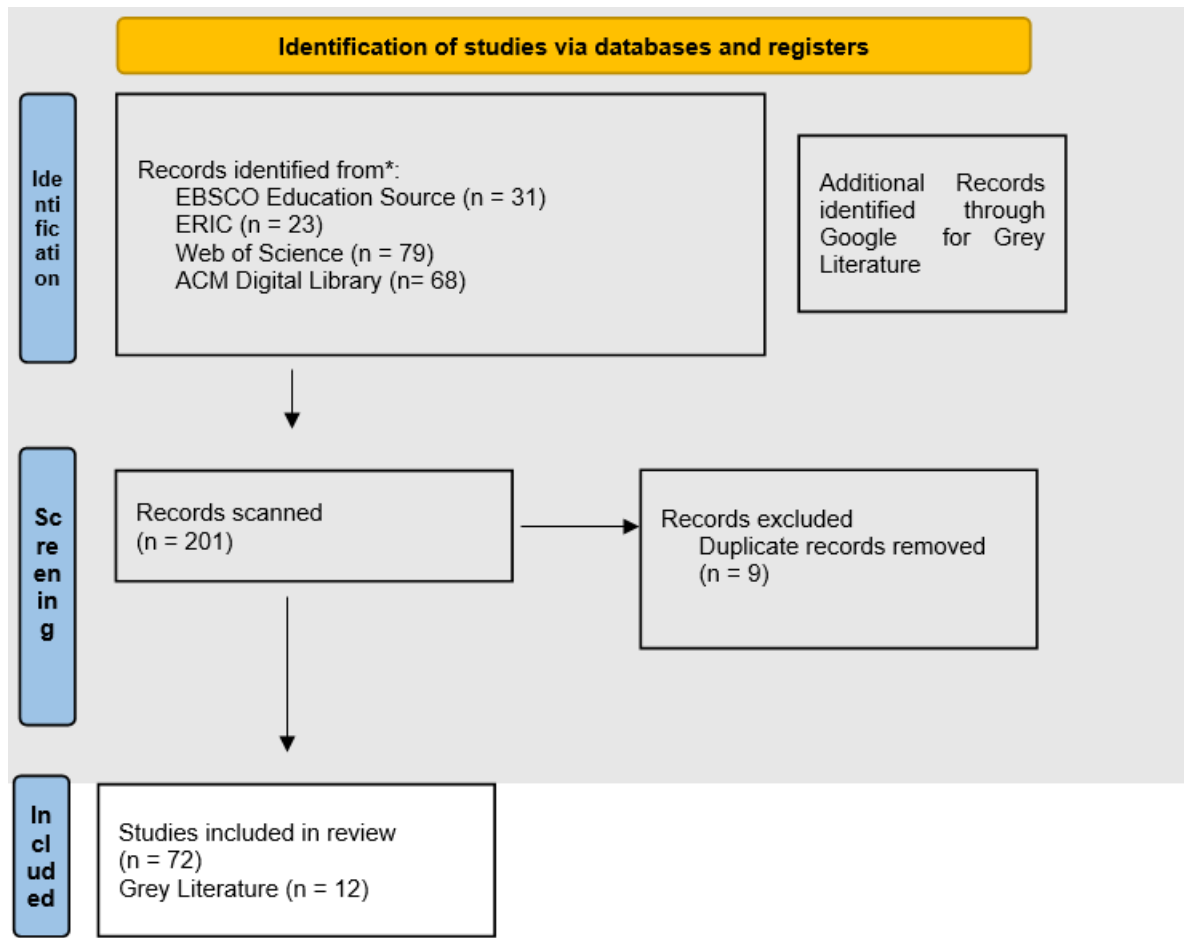 Identification of studies via databases and registers
Ide
nti
fic
ati
on
Records identified from*:
EBSCO Education Source (n = 31)
ERIC (n = 23)
Web of Science (n = 79)
ACM Digital Library (n= 68)
Additional Records
identified through
Google for Grey
Literature
Sc
re
en
in
g
Records scanned
(n = 201)
Records excluded
Duplicate records removed
(n = 9)
In
cl
ud
ed
Studies included in review
(n = 72)
Grey Literature (n = 12)